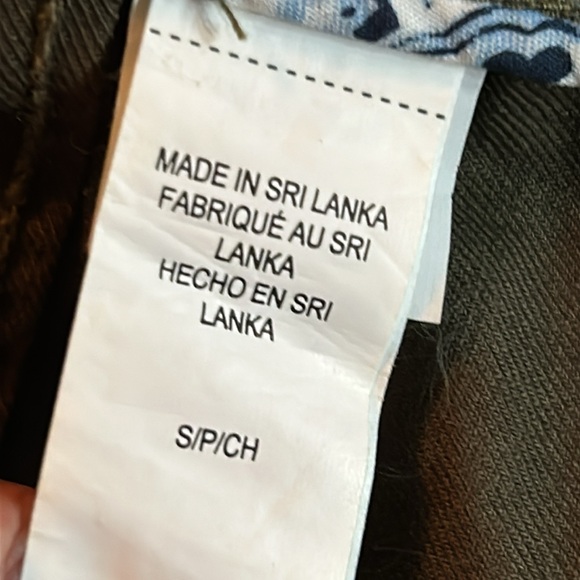 MADE IN SRI LANKA
FABRIQUÉ AU SRI
LANKA
HECHO EN SRI
LANKA
S/P/CH